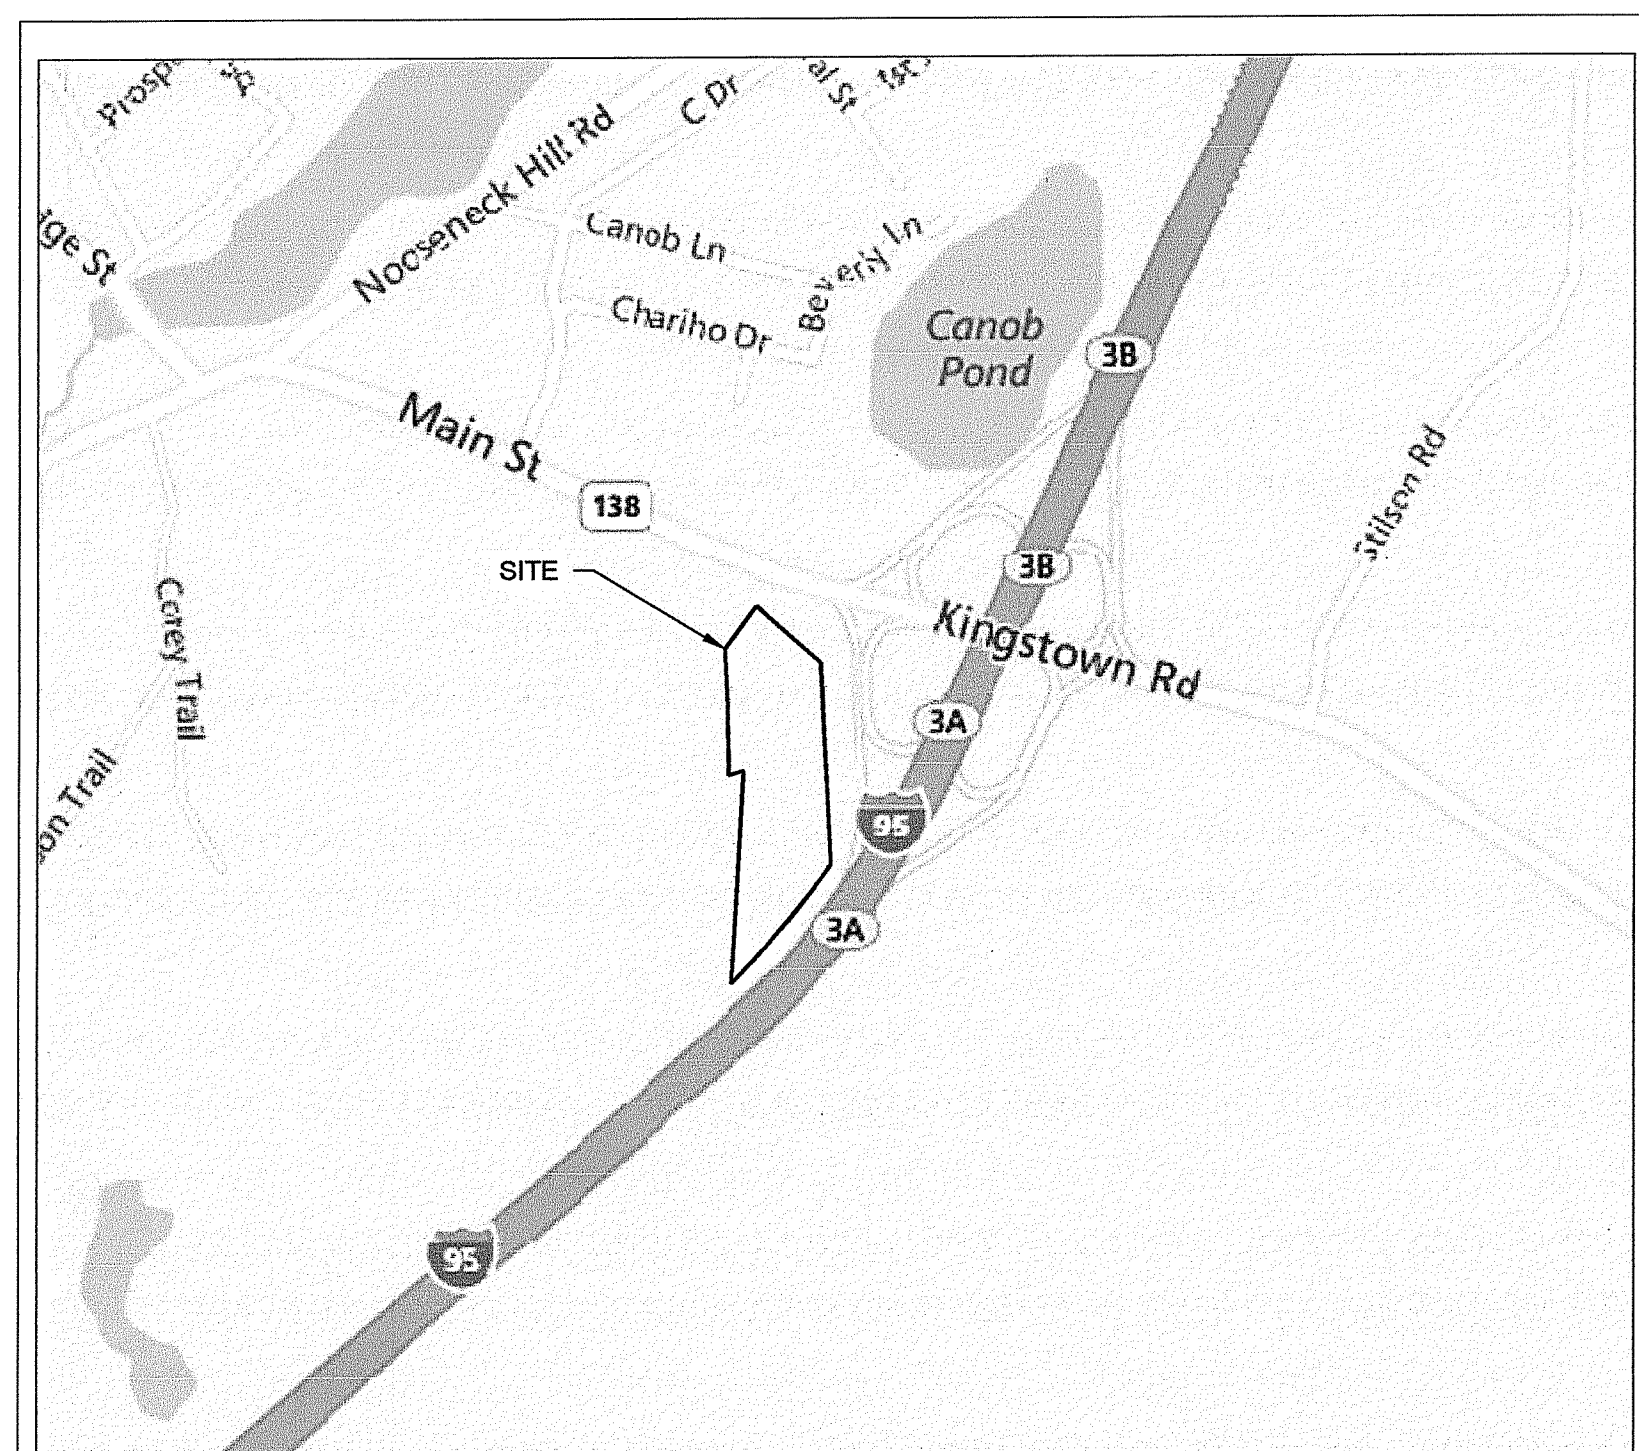 C Dr
Nooseneck Hill Rd
Canob Ln
Beverly Ln
Chariho Dr
Canob
Pond
3B
Main St
138
Stilson Rd
SITE
3B
Kingstown Rd
Corey Trail
3A
95
3A
95